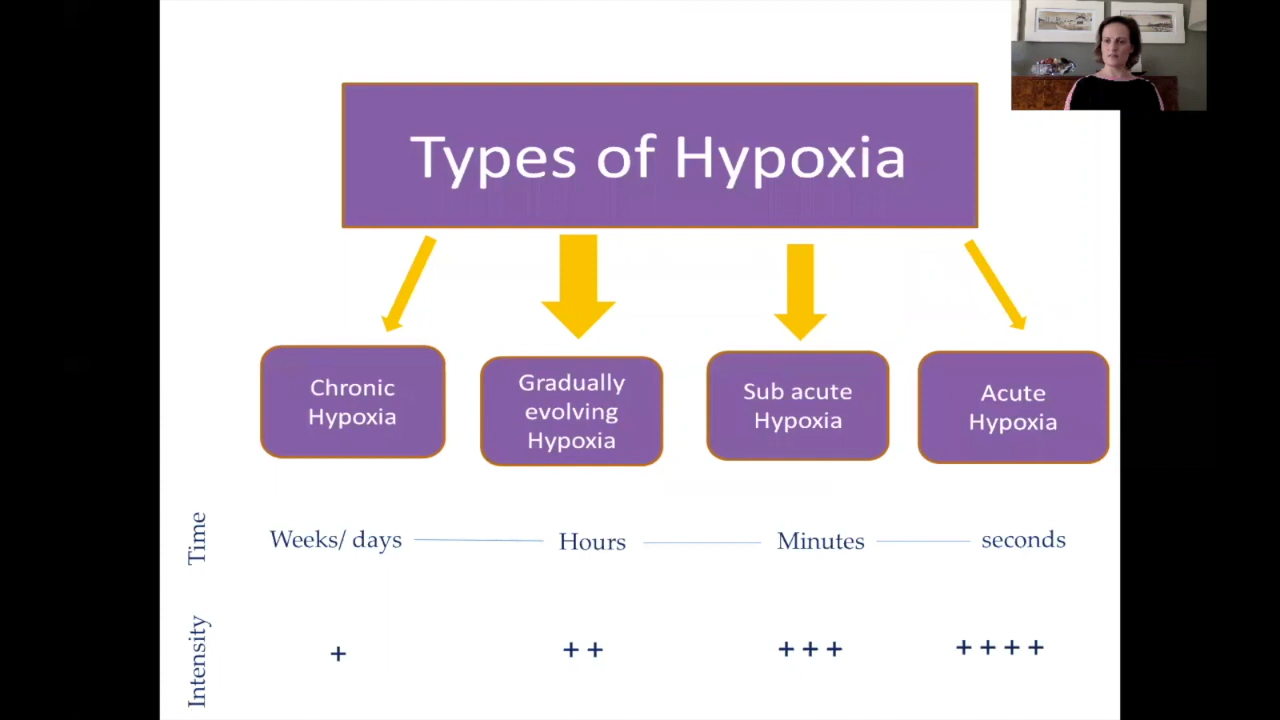 Types of Hypoxia
Chronic
Hypoxia
Gradually
evolving
Hypoxia
Sub acute
Hypoxia
Acute
Hypoxia
Time
Weeks/ days
Hours
Minutes
seconds
Intensity
+
+ +
+ + +
+ + + +